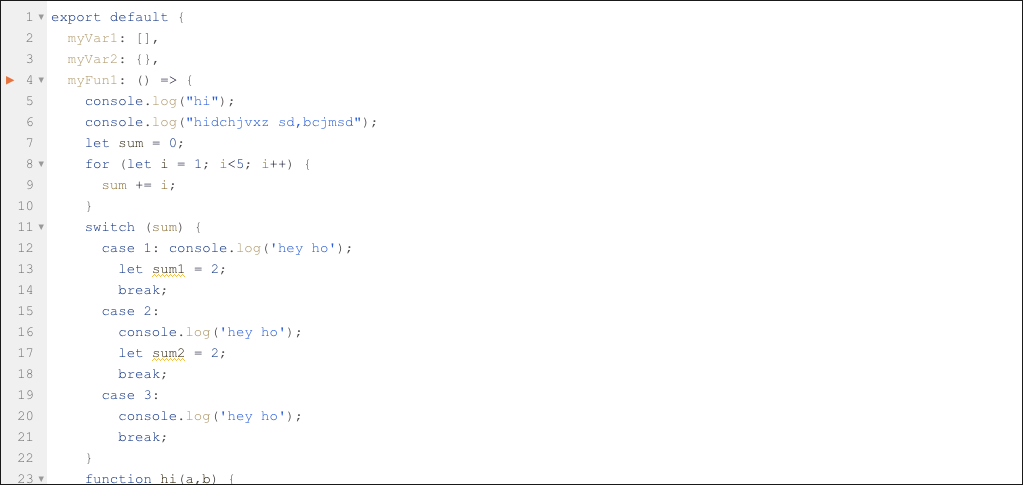 1 export default {
2   myVar1: [],
3   myVar2: {},
4   myFun1: () => {
5     console.log("hi");
6     console.log("hidchjvxz sd,bcjmsd");
7     let sum = 0;
8     for (let i = 1; i<5; i++) {
9       sum += i;
10     }
11     switch (sum) {
12       case 1: console.log('hey ho');
13         let sum1 = 2;
14         break;
15       case 2:
16         console.log('hey ho');
17         let sum2 = 2;
18         break;
19       case 3:
20         console.log('hey ho');
21         break;
22     }
23     function hi(a,b) {